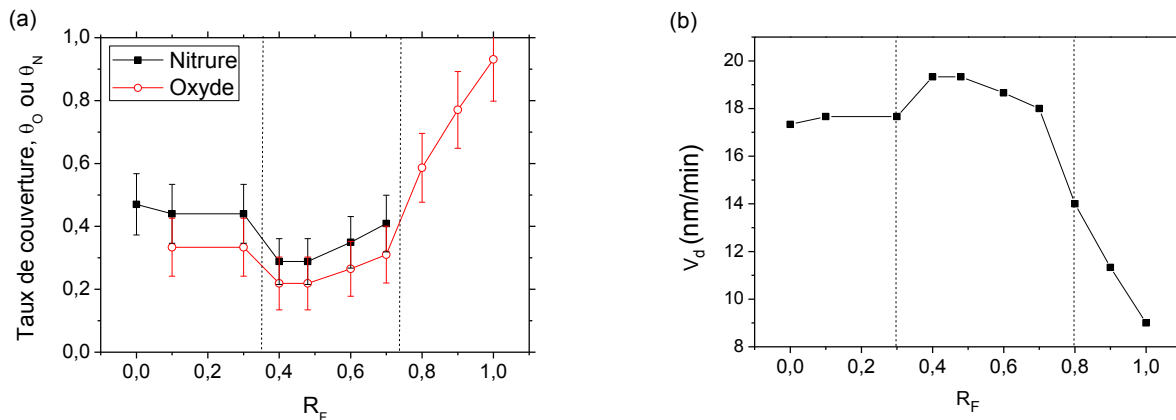 (a)
Taux de couverture, θO ou θN
1,0
0,8
0,6
0,4
0,2
0,0
Nitrure
Oxyde
0,0 0,2 0,4 0,6 0,8 1,0
RF
(b)
Vd (nm/min)
20
18
16
14
12
10
8
0,0 0,2 0,4 0,6 0,8 1,0
RF